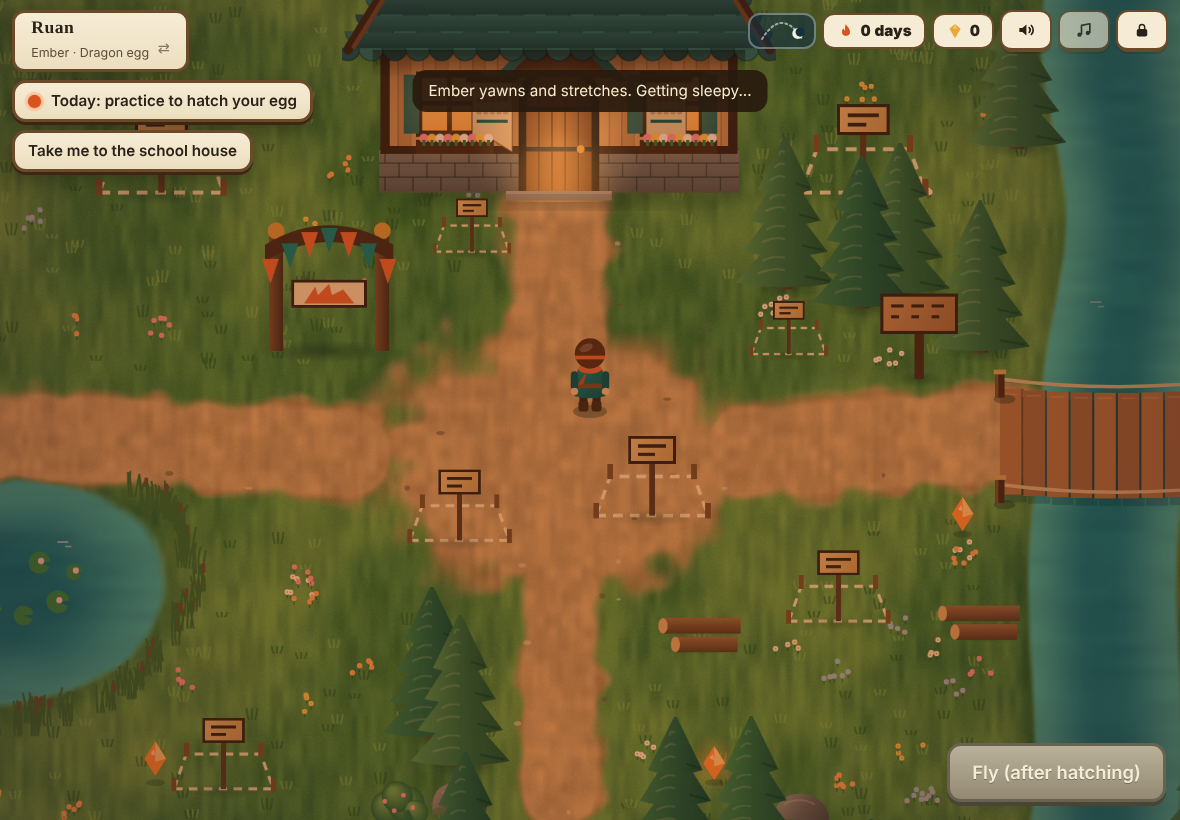 Ruan
Ember · Dragon egg
Today: practice to hatch your egg
Take me to the school house
0 days
0
Ember yawns and stretches. Getting sleepy...
Fly (after hatching)